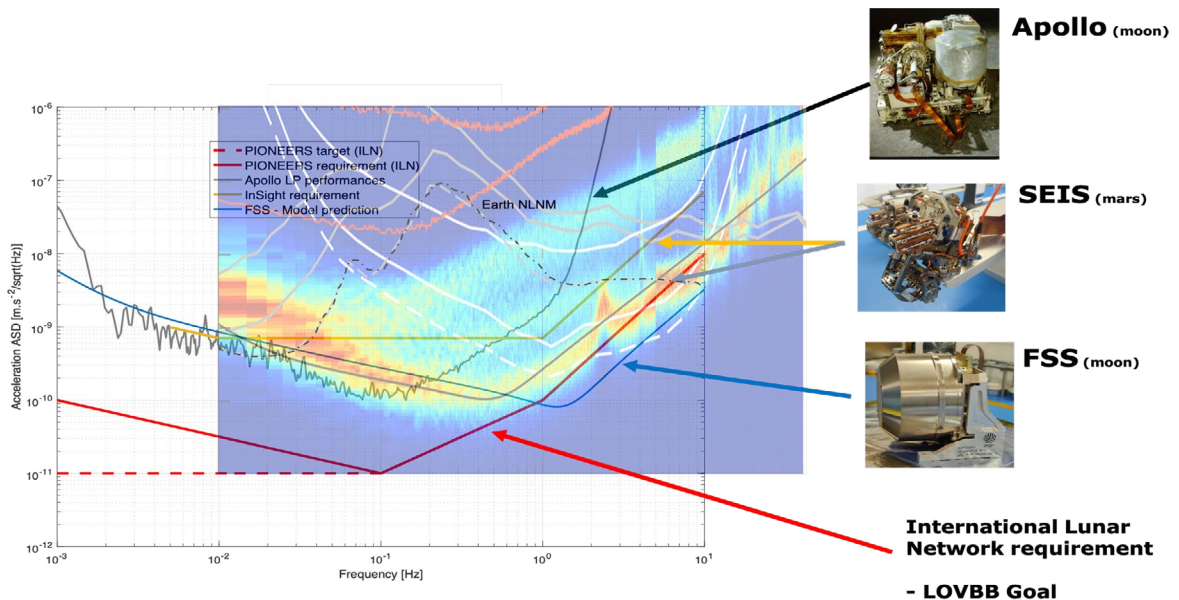 Apollo (moon)
10⁻⁶
PIONEERS target (ILN)
PIONEERS requirement (ILN)
Apollo LP performances
InSight requirement
FSS - Model prediction
10⁻⁷
Earth NLNM
SEIS (mars)
10⁻⁸
10⁻⁹
FSS (moon)
10⁻¹⁰
10⁻¹¹
10⁻¹²
Acceleration ASD [m.s⁻²/sqrt(Hz)]
10⁻³ 10⁻² 10⁻¹ 10⁰ 10¹
Frequency [Hz]
International Lunar
Network requirement
- LOVBB Goal